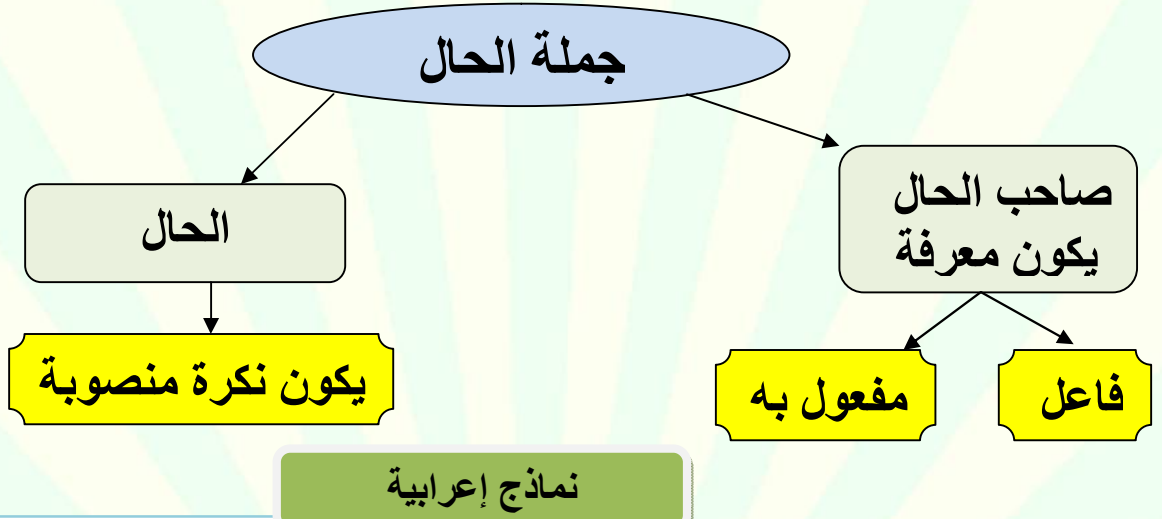 جملة الحال
صاحب الحال
يكون معرفة
الحال
فاعل
مفعول به
يكون نكرة منصوبة
نماذج إعرابية